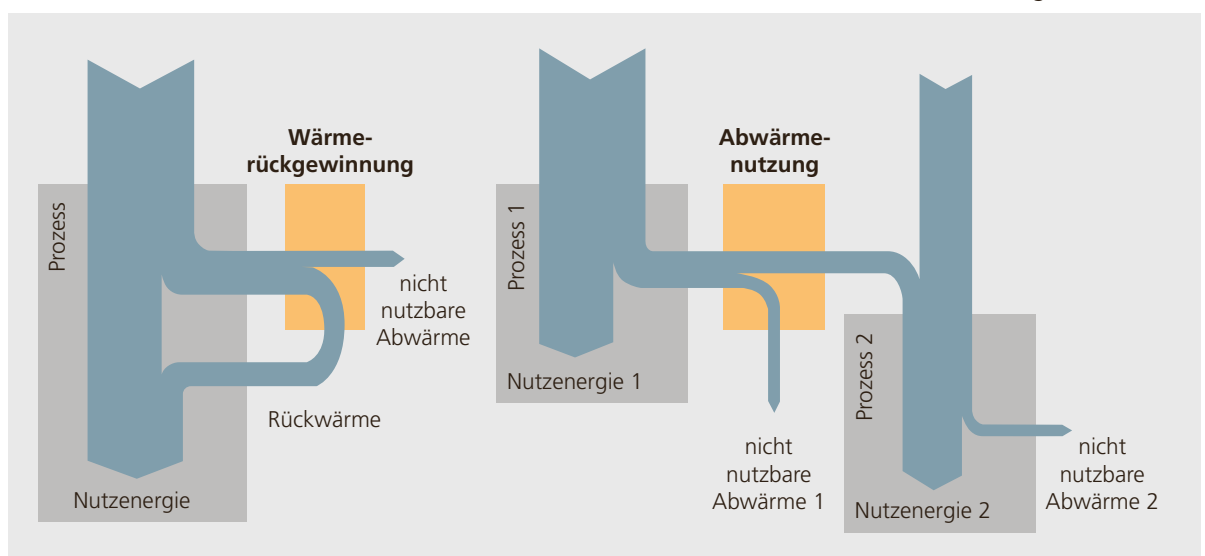 Wärme-
rückgewinnung
Prozess
nicht
nutzbare
Abwärme
Rückwärme
Nutzenergie
Abwärme-
nutzung
Prozess 1
Nutzenergie 1
nicht
nutzbare
Abwärme 1
Prozess 2
Nutzenergie 2
nicht
nutzbare
Abwärme 2